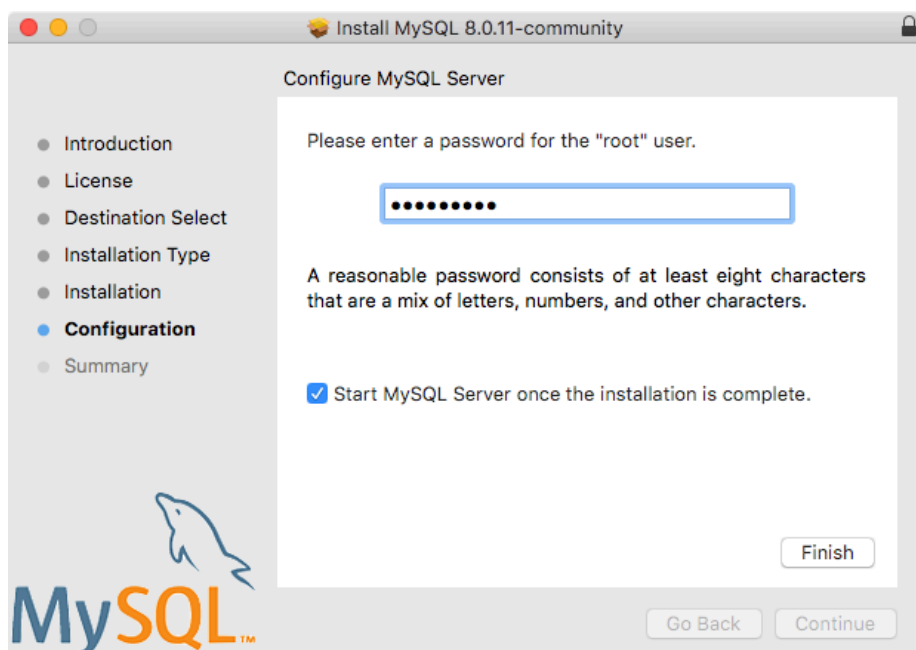 Install MySQL 8.0.11-community
Configure MySQL Server
Introduction
License
Destination Select
Installation Type
Installation
Configuration
Summary
Please enter a password for the "root" user.
•••••••••
A reasonable password consists of at least eight characters
that are a mix of letters, numbers, and other characters.
Start MySQL Server once the installation is complete.
Finish
MySQL™
Go Back
Continue